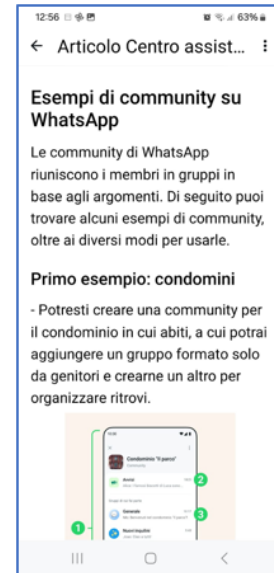 12:56
63%
Articolo Centro assist...
Esempi di community su
WhatsApp
Le community di WhatsApp
riuniscono i membri in gruppi in
base agli argomenti. Di seguito puoi
trovare alcuni esempi di community,
oltre ai diversi modi per usarle.
Primo esempio: condomini
- Potresti creare una community per
il condominio in cui abiti, a cui potrai
aggiungere un gruppo formato solo
da genitori e crearne un altro per
organizzare ritrovi.
Condominio "Il parco"
Community
Avvisi
2
Generale
3
1
Nuovi inquilini